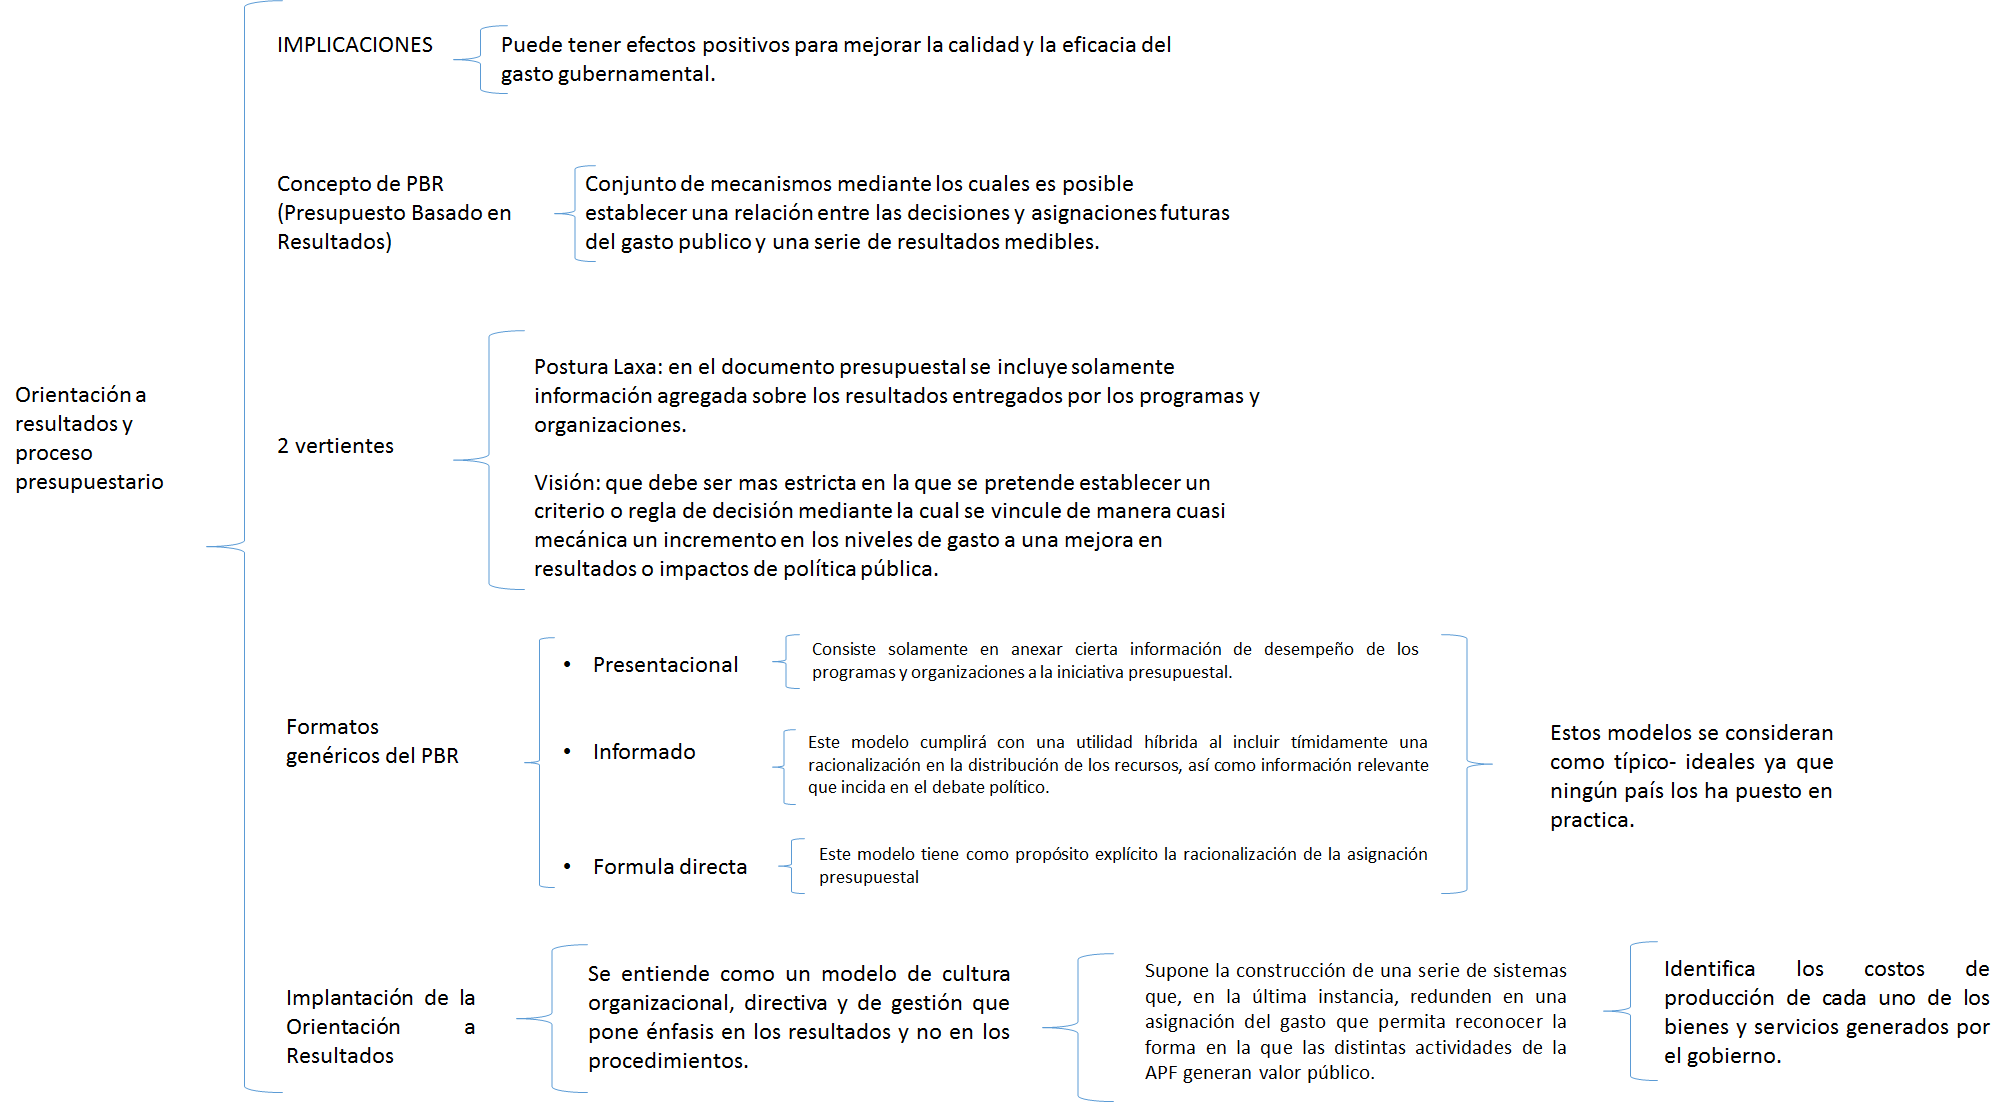 IMPLICACIONES
Puede tener efectos positivos para mejorar la calidad y la eficacia del
gasto gubernamental.
Concepto de PBR
(Presupuesto Basado en
Resultados)
Conjunto de mecanismos mediante los cuales es posible
establecer una relación entre las decisiones y asignaciones futuras
del gasto publico y una serie de resultados medibles.
Orientación a
resultados y
proceso
presupuestario
2 vertientes
Postura Laxa: en el documento presupuestal se incluye solamente
información agregada sobre los resultados entregados por los programas y
organizaciones.
Visión: que debe ser mas estricta en la que se pretende establecer un
criterio o regla de decisión mediante la cual se vincule de manera cuasi
mecánica un incremento en los niveles de gasto a una mejora en
resultados o impactos de política pública.
Formatos
genéricos del PBR
• Presentacional
Consiste solamente en anexar cierta información de desempeño de los
programas y organizaciones a la iniciativa presupuestal.
• Informado
Este modelo cumplirá con una utilidad híbrida al incluir tímidamente una
racionalización en la distribución de los recursos, así como información relevante
que incida en el debate político.
• Formula directa
Este modelo tiene como propósito explícito la racionalización de la asignación
presupuestal
Estos modelos se consideran
como típico- ideales ya que
ningún país los ha puesto en
practica.
Implantación de la
Orientación a
Resultados
Se entiende como un modelo de cultura
organizacional, directiva y de gestión que
pone énfasis en los resultados y no en los
procedimientos.
Supone la construcción de una serie de sistemas
que, en la última instancia, redunden en una
asignación del gasto que permita reconocer la
forma en la que las distintas actividades de la
APF generan valor público.
Identifica los costos de
producción de cada uno de los
bienes y servicios generados por
el gobierno.